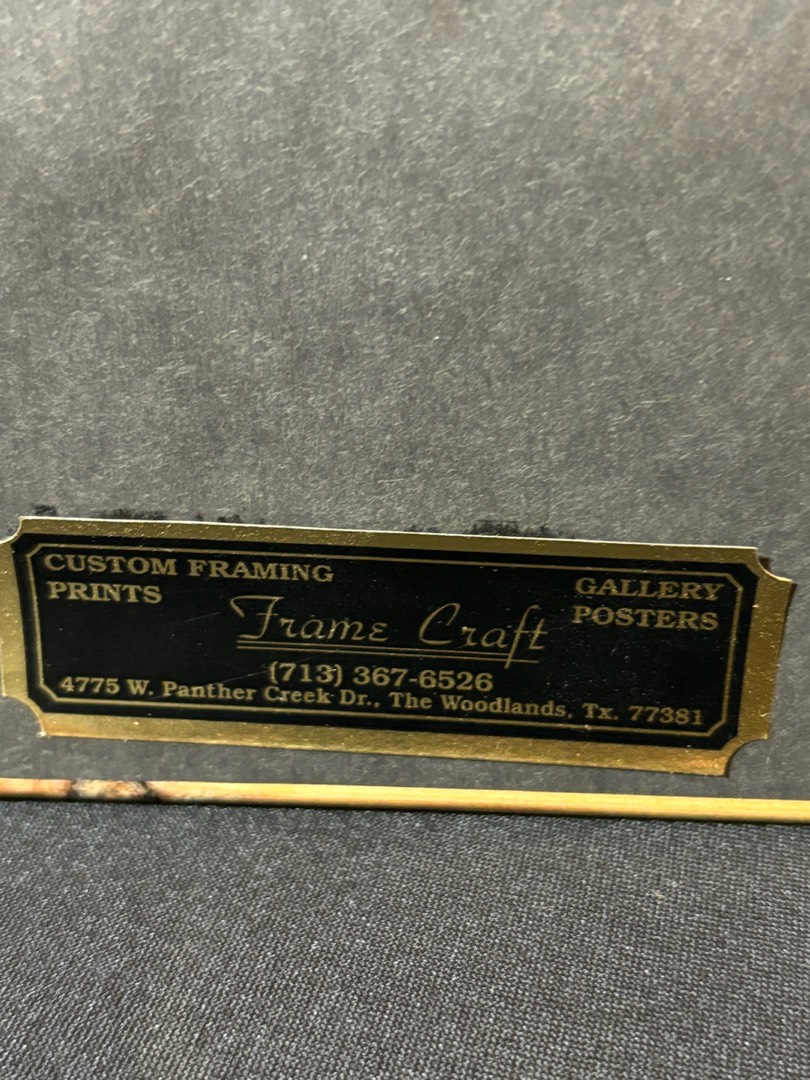 CUSTOM FRAMING
PRINTS
GALLERY
POSTERS
Frame Craft
(713) 367-6526
4775 W. Panther Creek Dr., The Woodlands, Tx. 77381